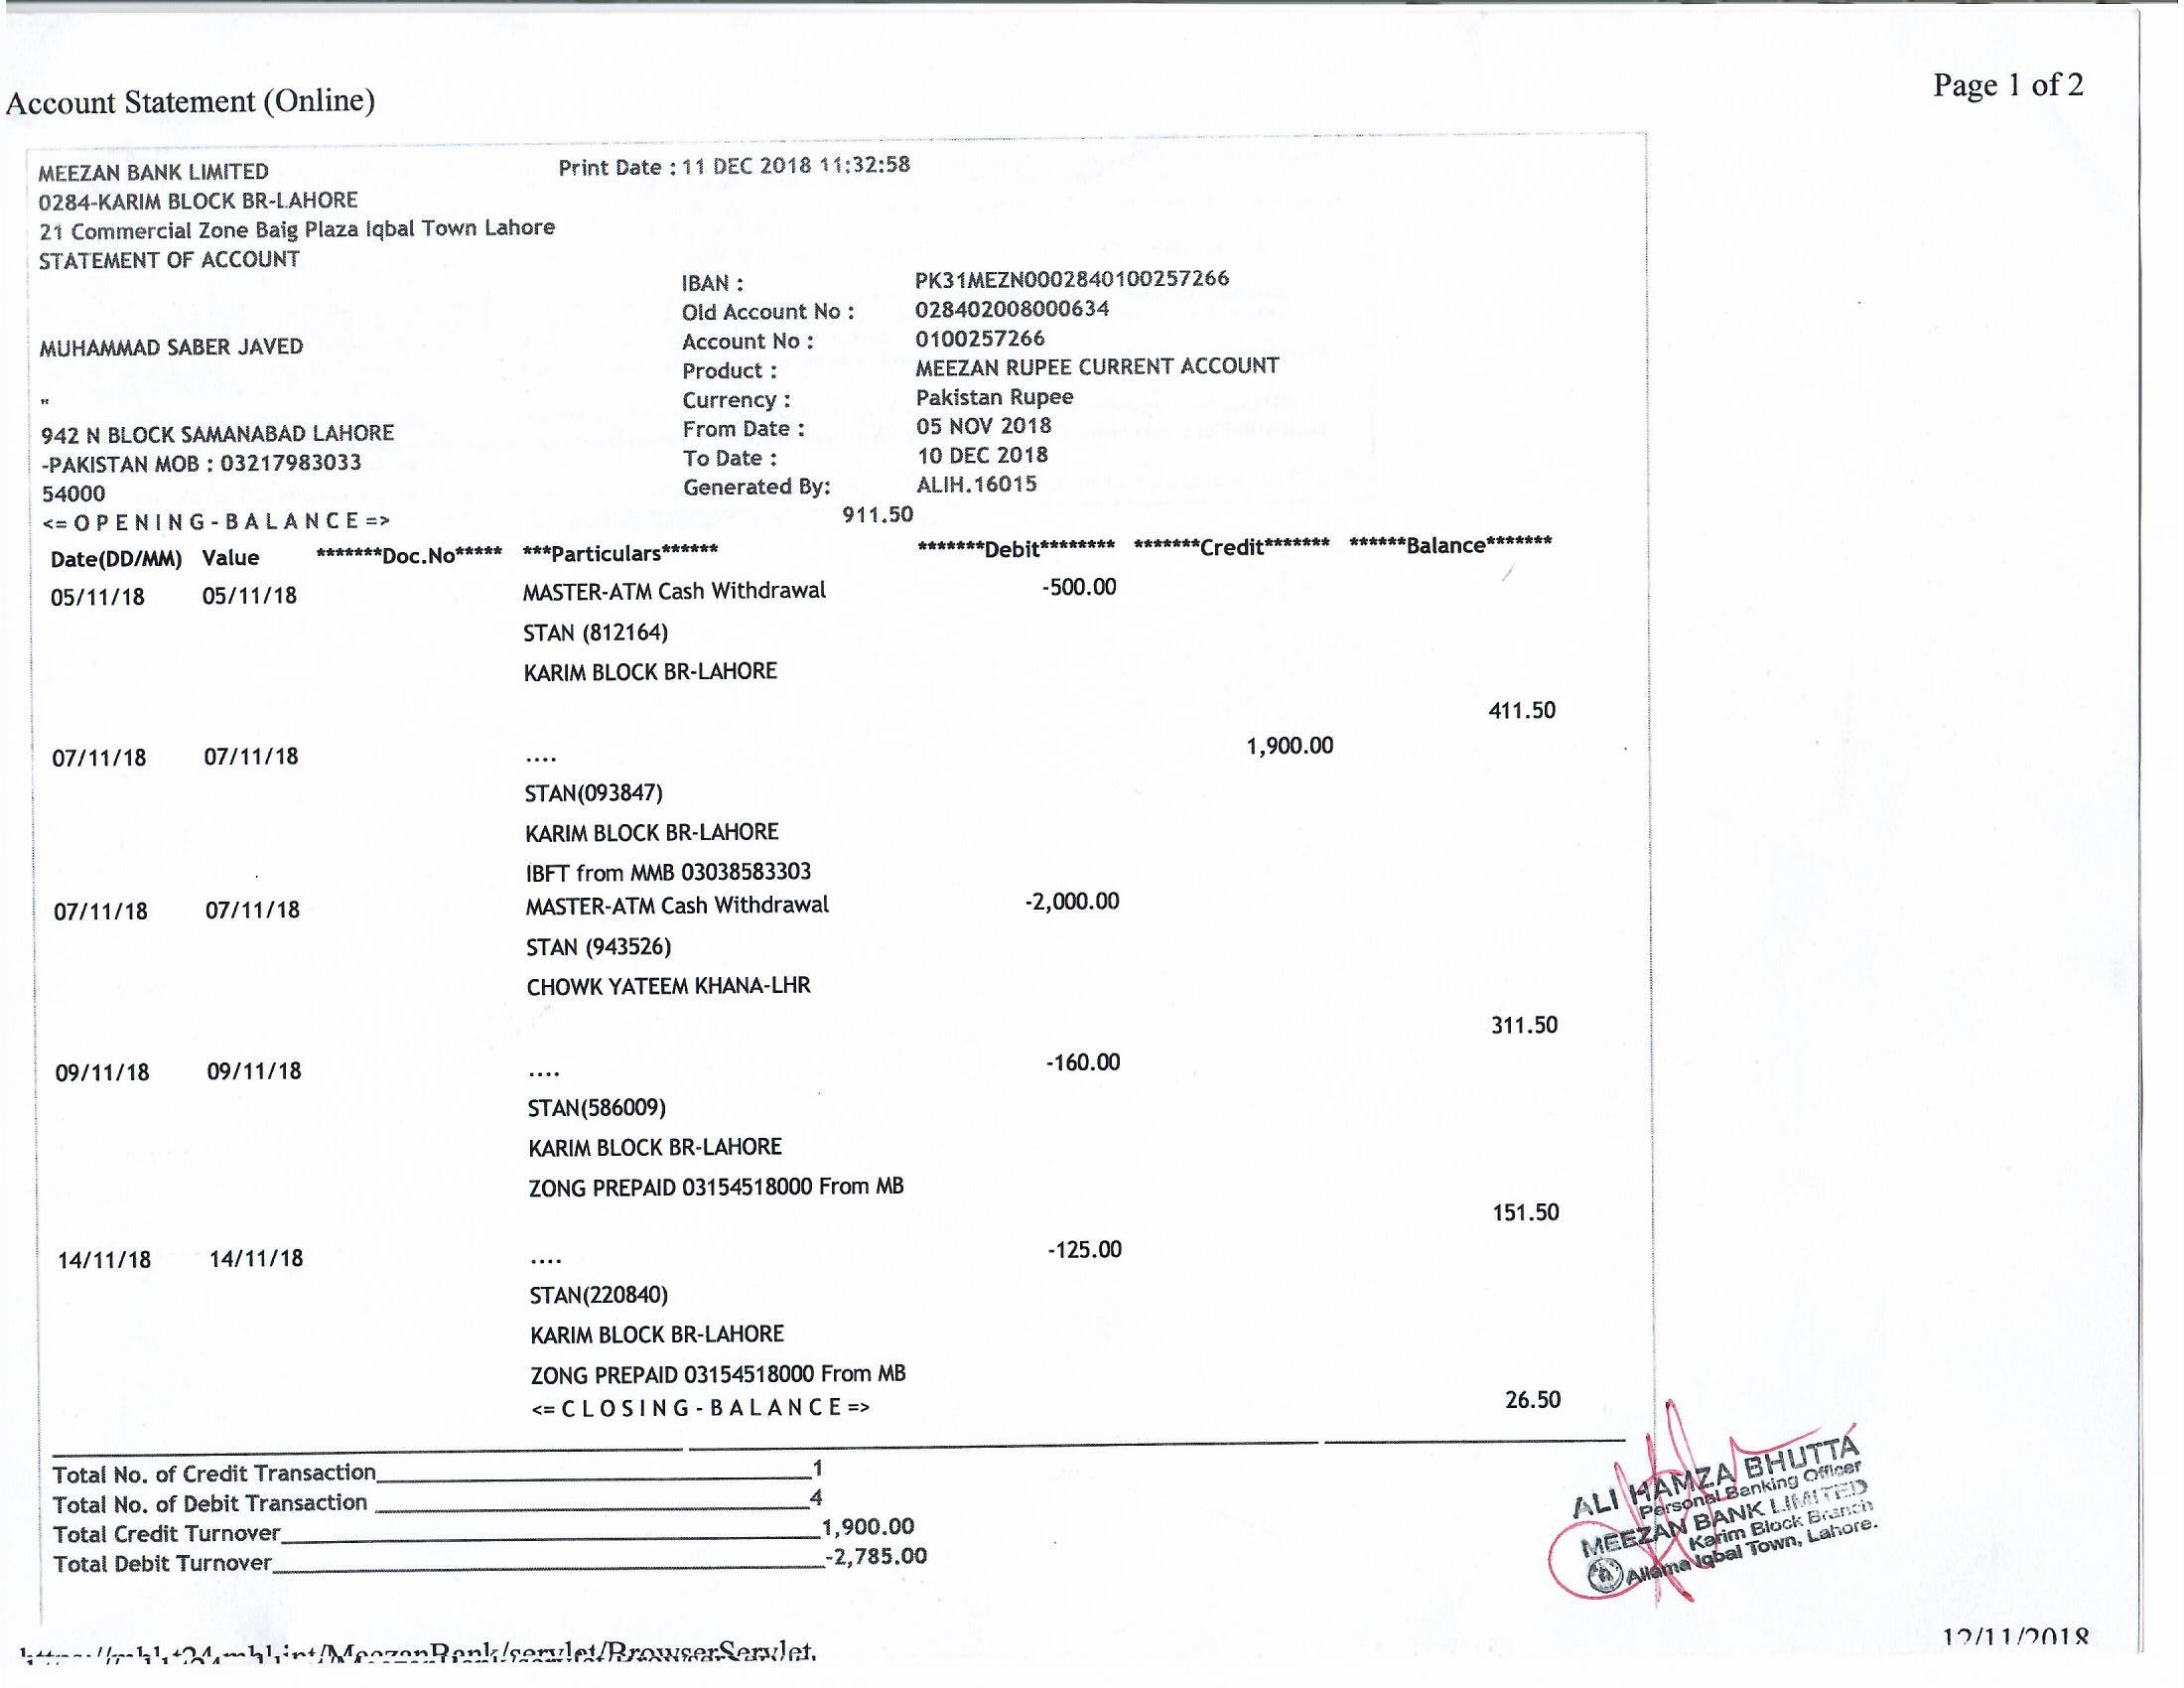 Account Statement (Online)
Page 1 of 2
MEEZAN BANK LIMITED Print Date : 11 DEC 2018 11:32:58
0284-KARIM BLOCK BR-LAHORE
21 Commercial Zone Baig Plaza Iqbal Town Lahore
STATEMENT OF ACCOUNT
IBAN : PK31MEZN0002840100257266
Old Account No : 028402008000634
MUHAMMAD SABER JAVED Account No : 0100257266
Product : MEEZAN RUPEE CURRENT ACCOUNT
" Currency : Pakistan Rupee
942 N BLOCK SAMANABAD LAHORE From Date : 05 NOV 2018
-PAKISTAN MOB : 03217983033 To Date : 10 DEC 2018
54000 Generated By: ALIH.16015
<= O P E N I N G - B A L A N C E => 911.50
Date(DD/MM) Value *******Doc.No***** ***Particulars****** *******Debit******** *******Credit******* ******Balance*******
05/11/18 05/11/18 MASTER-ATM Cash Withdrawal -500.00
STAN (812164)
KARIM BLOCK BR-LAHORE
411.50
07/11/18 07/11/18 .... 1,900.00
STAN(093847)
KARIM BLOCK BR-LAHORE
IBFT from MMB 03038583303
07/11/18 07/11/18 MASTER-ATM Cash Withdrawal -2,000.00
STAN (943526)
CHOWK YATEEM KHANA-LHR
311.50
09/11/18 09/11/18 .... -160.00
STAN(586009)
KARIM BLOCK BR-LAHORE
ZONG PREPAID 03154518000 From MB
151.50
14/11/18 14/11/18 .... -125.00
STAN(220840)
KARIM BLOCK BR-LAHORE
ZONG PREPAID 03154518000 From MB
<= C L O S I N G - B A L A N C E => 26.50
Total No. of Credit Transaction 1
Total No. of Debit Transaction 4
Total Credit Turnover 1,900.00
Total Debit Turnover -2,785.00
ALI HAMZA BHUTTA
Personal Banking Officer
MEEZAN BANK LIMITED
Karim Block Branch
Allama Iqbal Town, Lahore.
12/11/2018